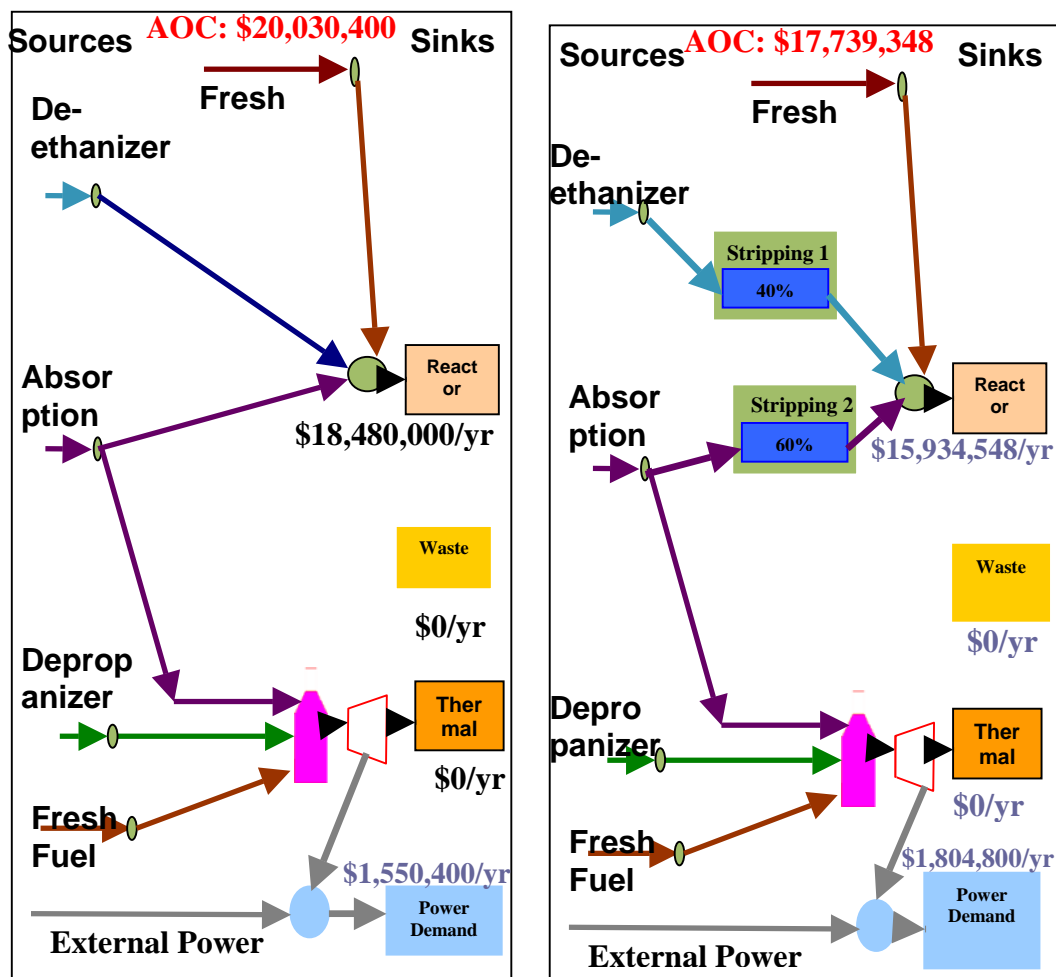 AOC: $20,030,400
Sources
Sinks
Fresh
De-
ethanizer
Absor
ption
React
or
$18,480,000/yr
Waste
$0/yr
Deprop
anizer
Ther
mal
$0/yr
Fresh
Fuel
$1,550,400/yr
Power
Demand
External Power
AOC: $17,739,348
Sources
Sinks
Fresh
De-
ethanizer
Stripping 1
40%
Absor
ption
Stripping 2
60%
React
or
$15,934,548/yr
Waste
$0/yr
Depro
panizer
Ther
mal
$0/yr
Fresh
Fuel
$1,804,800/yr
Power
Demand
External Power